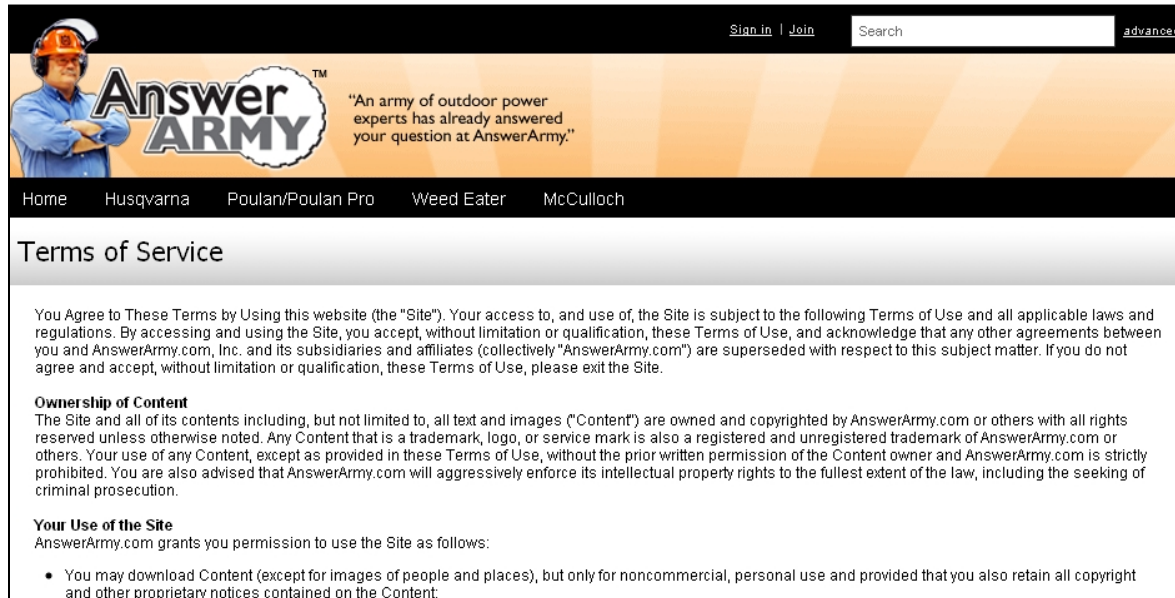 Sign in | Join
Search
advance
Answer
ARMY
TM
"An army of outdoor power
experts has already answered
your question at AnswerArmy."
Home Husqvarna Poulan/Poulan Pro Weed Eater McCulloch
Terms of Service
You Agree to These Terms by Using this website (the "Site"). Your access to, and use of, the Site is subject to the following Terms of Use and all applicable laws and
regulations. By accessing and using the Site, you accept, without limitation or qualification, these Terms of Use, and acknowledge that any other agreements between
you and AnswerArmy.com, Inc. and its subsidiaries and affiliates (collectively "AnswerArmy.com") are superseded with respect to this subject matter. If you do not
agree and accept, without limitation or qualification, these Terms of Use, please exit the Site.
Ownership of Content
The Site and all of its contents including, but not limited to, all text and images ("Content") are owned and copyrighted by AnswerArmy.com or others with all rights
reserved unless otherwise noted. Any Content that is a trademark, logo, or service mark is also a registered and unregistered trademark of AnswerArmy.com or
others. Your use of any Content, except as provided in these Terms of Use, without the prior written permission of the Content owner and AnswerArmy.com is strictly
prohibited. You are also advised that AnswerArmy.com will aggressively enforce its intellectual property rights to the fullest extent of the law, including the seeking of
criminal prosecution.
Your Use of the Site
AnswerArmy.com grants you permission to use the Site as follows:
• You may download Content (except for images of people and places), but only for noncommercial, personal use and provided that you also retain all copyright
and other proprietary notices contained on the Content;